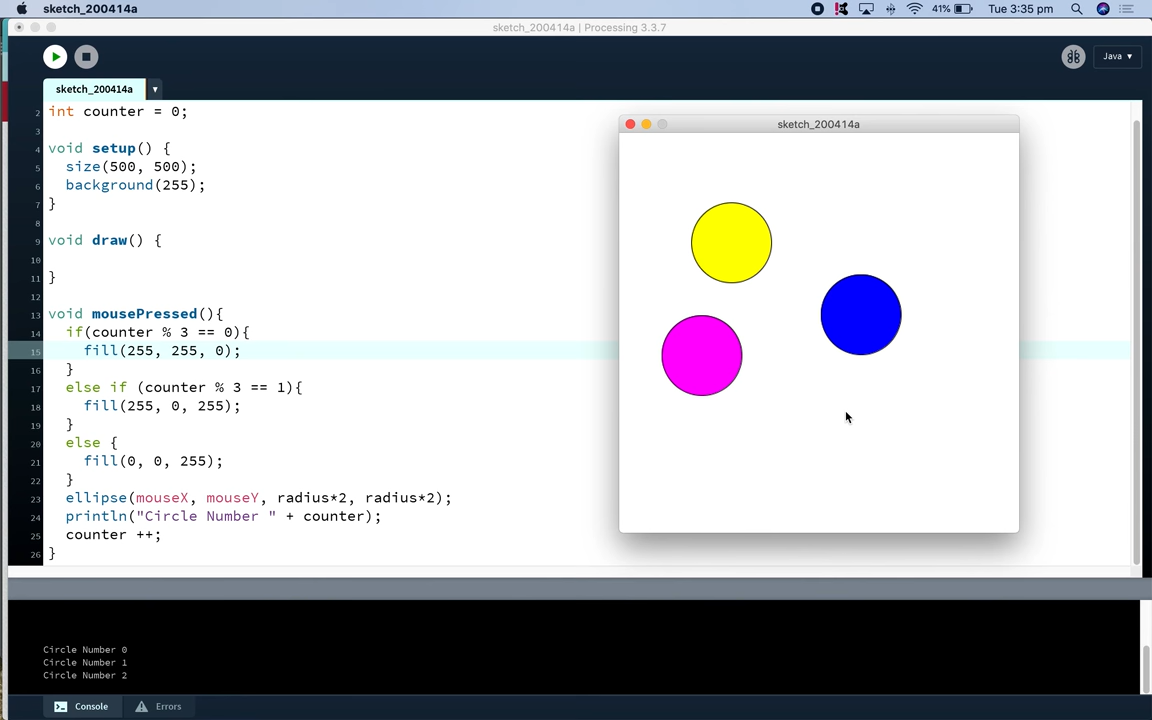 sketch_200414a
41%
Tue 3:35 pm
sketch_200414a | Processing 3.3.7
Java ▾
sketch_200414a ▾
2 int counter = 0;
3
4 void setup() {
5 size(500, 500);
6 background(255);
7 }
8
9 void draw() {
10
11 }
12
13 void mousePressed(){
14 if(counter % 3 == 0){
15 fill(255, 255, 0);
16 }
17 else if (counter % 3 == 1){
18 fill(255, 0, 255);
19 }
20 else {
21 fill(0, 0, 255);
22 }
23 ellipse(mouseX, mouseY, radius*2, radius*2);
24 println("Circle Number " + counter);
25 counter ++;
26 }
sketch_200414a
Circle Number 0
Circle Number 1
Circle Number 2
Console
Errors